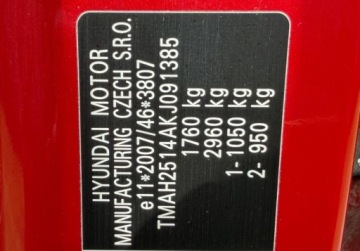 HYUNDAI MOTOR
MANUFACTURING CZECH S.R.O.
e11*2007/46*3807
TMAH2514AKJ091385
1760 kg
2960 kg
1- 1050 kg
2- 950 kg